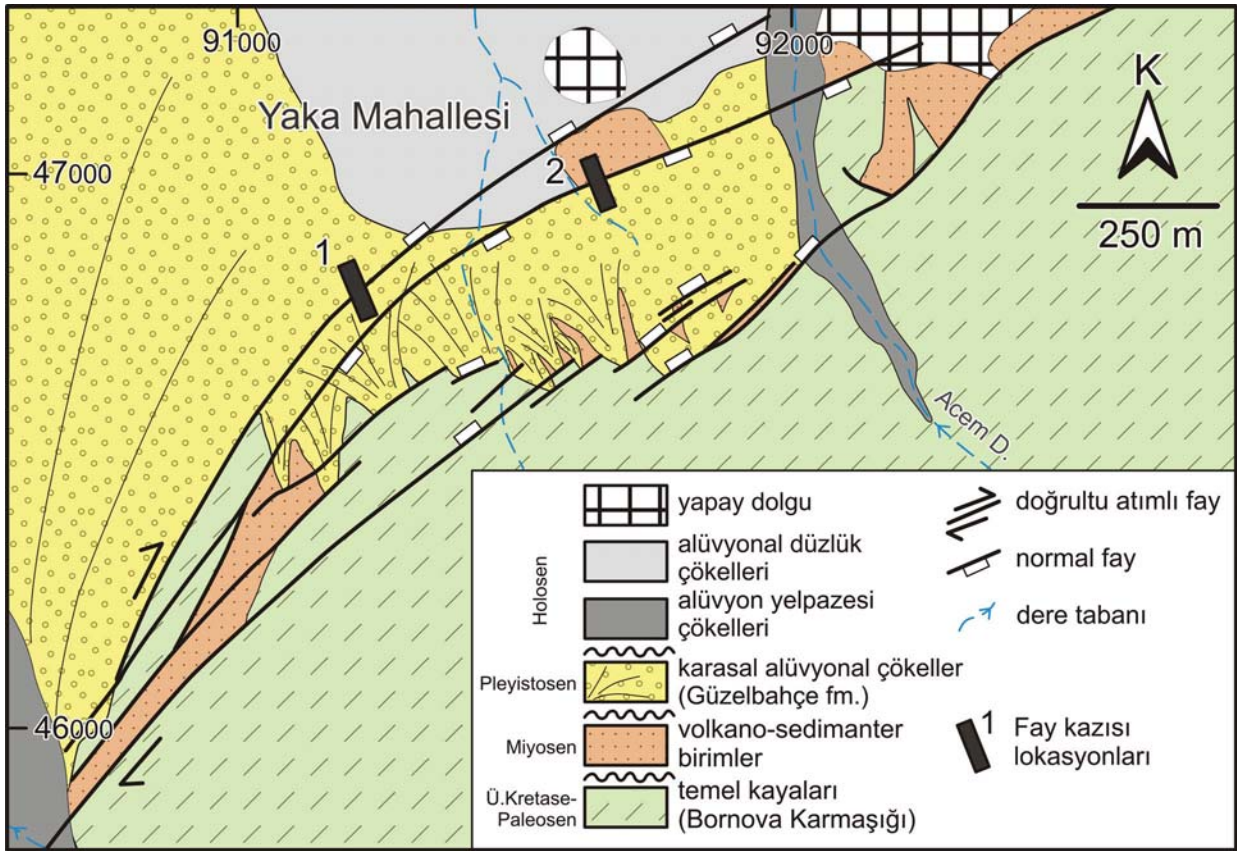 91000
92000
K
Yaka Mahallesi
47000
2
250 m
1
Acem D.
46000
Holosen
yapay dolgu
alüvyonal düzlük
çökelleri
alüvyon yelpazesi
çökelleri
Pleyistosen
karasal alüvyonal çökeller
(Güzelbahçe fm.)
Miyosen
volkano-sedimanter
birimler
Ü.Kretase-
Paleosen
temel kayaları
(Bornova Karmaşığı)
doğrultu atımlı fay
normal fay
dere tabanı
1
Fay kazısı
lokasyonları